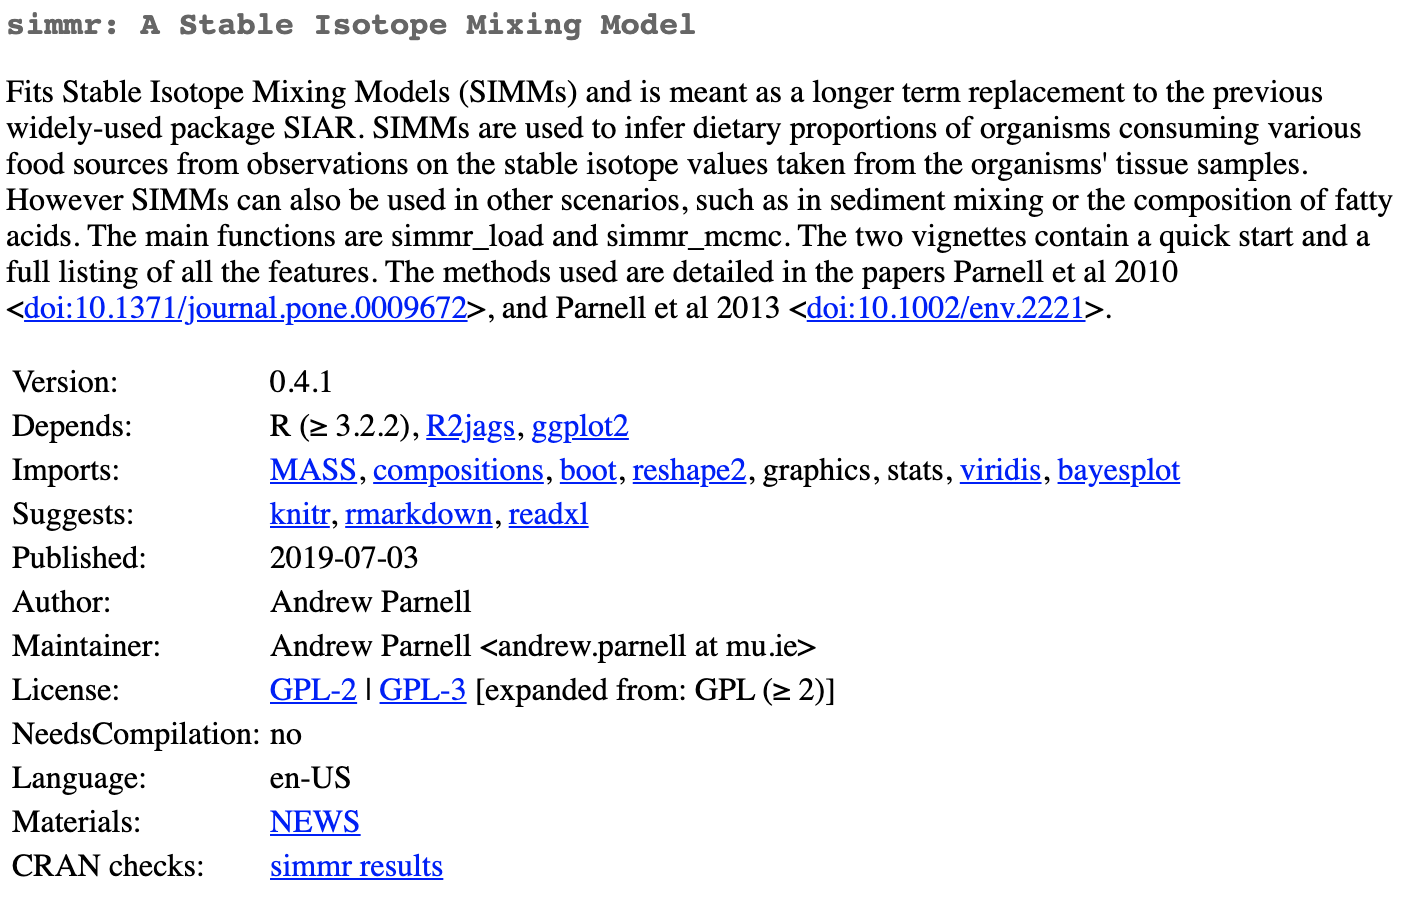 simmr: A Stable Isotope Mixing Model
Fits Stable Isotope Mixing Models (SIMMs) and is meant as a longer term replacement to the previous
widely-used package SIAR. SIMMs are used to infer dietary proportions of organisms consuming various
food sources from observations on the stable isotope values taken from the organisms' tissue samples.
However SIMMs can also be used in other scenarios, such as in sediment mixing or the composition of fatty
acids. The main functions are simmr_load and simmr_mcmc. The two vignettes contain a quick start and a
full listing of all the features. The methods used are detailed in the papers Parnell et al 2010
<doi:10.1371/journal.pone.0009672>, and Parnell et al 2013 <doi:10.1002/env.2221>.
Version: 0.4.1
Depends: R (≥ 3.2.2), R2jags, ggplot2
Imports: MASS, compositions, boot, reshape2, graphics, stats, viridis, bayesplot
Suggests: knitr, rmarkdown, readxl
Published: 2019-07-03
Author: Andrew Parnell
Maintainer: Andrew Parnell <andrew.parnell at mu.ie>
License: GPL-2 | GPL-3 [expanded from: GPL (≥ 2)]
NeedsCompilation: no
Language: en-US
Materials: NEWS
CRAN checks: simmr results